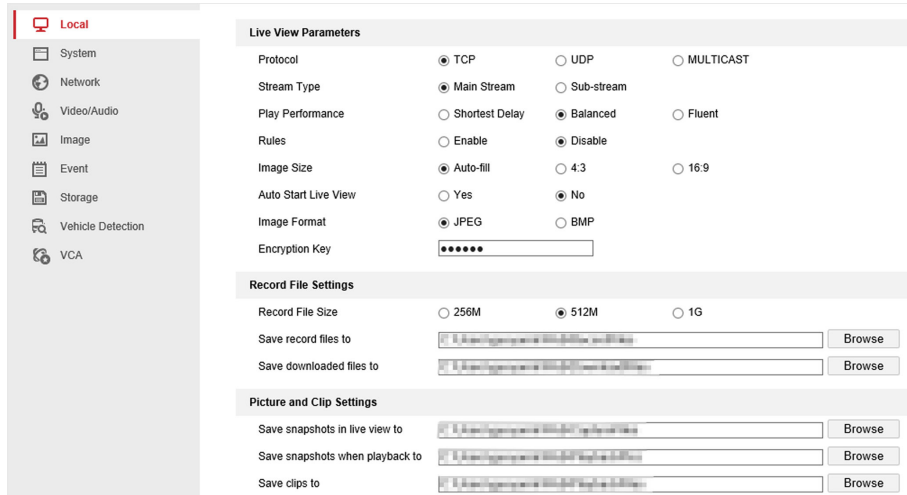 Local
System
Network
Video/Audio
Image
Event
Storage
Vehicle Detection
VCA
Live View Parameters
Protocol TCP UDP MULTICAST
Stream Type Main Stream Sub-stream
Play Performance Shortest Delay Balanced Fluent
Rules Enable Disable
Image Size Auto-fill 4:3 16:9
Auto Start Live View Yes No
Image Format JPEG BMP
Encryption Key ●●●●●●
Record File Settings
Record File Size 256M 512M 1G
Save record files to Browse
Save downloaded files to Browse
Picture and Clip Settings
Save snapshots in live view to Browse
Save snapshots when playback to Browse
Save clips to Browse